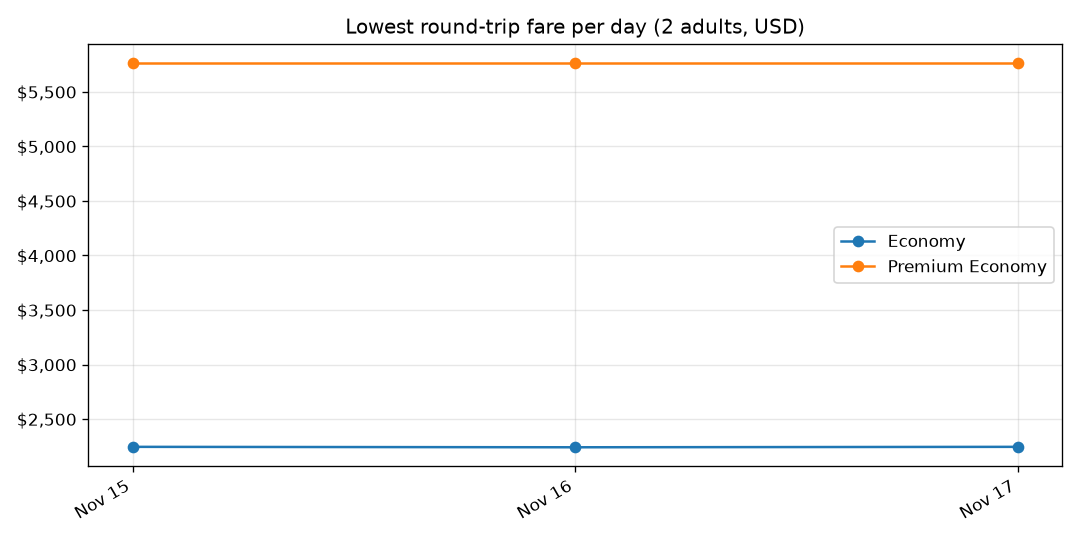 Lowest round-trip fare per day (2 adults, USD)
$5,500
$5,000
$4,500
$4,000
$3,500
$3,000
$2,500
Economy
Premium Economy
Nov 15
Nov 16
Nov 17